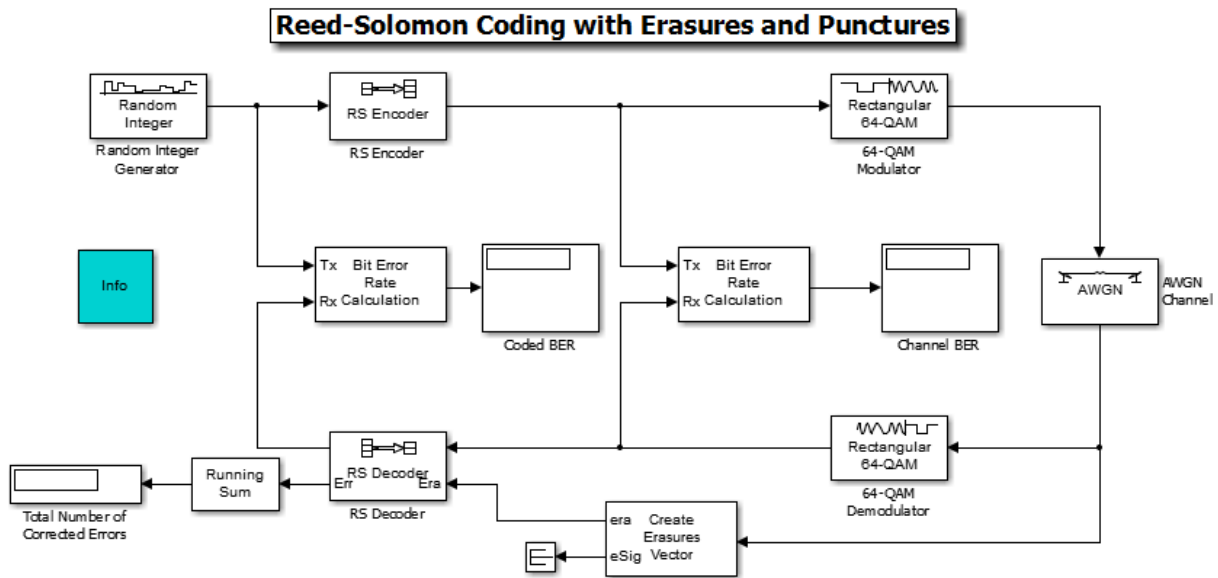 Reed-Solomon Coding with Erasures and Punctures
Random
Integer
Random Integer
Generator
RS Encoder
RS Encoder
Rectangular
64-QAM
64-QAM
Modulator
Info
Tx
Rx
Bit Error
Rate
Calculation
Coded BER
Tx
Rx
Bit Error
Rate
Calculation
Channel BER
AWGN
AWGN
Channel
Total Number of
Corrected Errors
Running
Sum
RS Decoder
Err
Era
RS Decoder
Rectangular
64-QAM
64-QAM
Demodulator
era
eSig
Create
Erasures
Vector